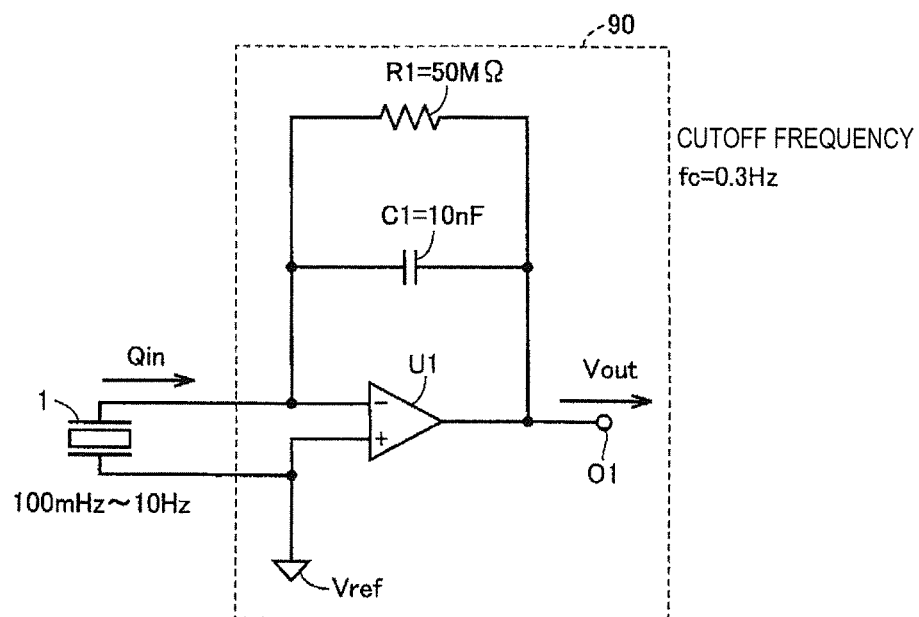 90
R1=50MΩ
CUTOFF FREQUENCY
fc=0.3Hz
C1=10nF
Qin
U1
Vout
1
−
+
O1
100mHz～10Hz
Vref